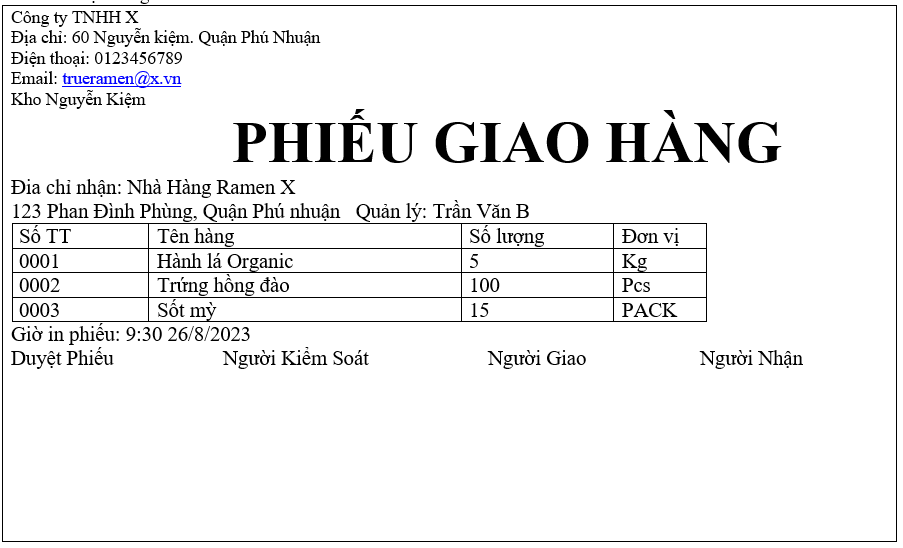 Công ty TNHH X
Địa chỉ: 60 Nguyễn kiệm. Quận Phú Nhuận
Điện thoại: 0123456789
Email: trueramen@x.vn
Kho Nguyễn Kiệm
PHIẾU GIAO HÀNG
Đia chỉ nhận: Nhà Hàng Ramen X
123 Phan Đình Phùng, Quận Phú nhuận Quản lý: Trần Văn B
Số TT Tên hàng Số lượng Đơn vị
0001 Hành lá Organic 5 Kg
0002 Trứng hồng đào 100 Pcs
0003 Sốt mỳ 15 PACK
Giờ in phiếu: 9:30 26/8/2023
Duyệt Phiếu Người Kiểm Soát Người Giao Người Nhận